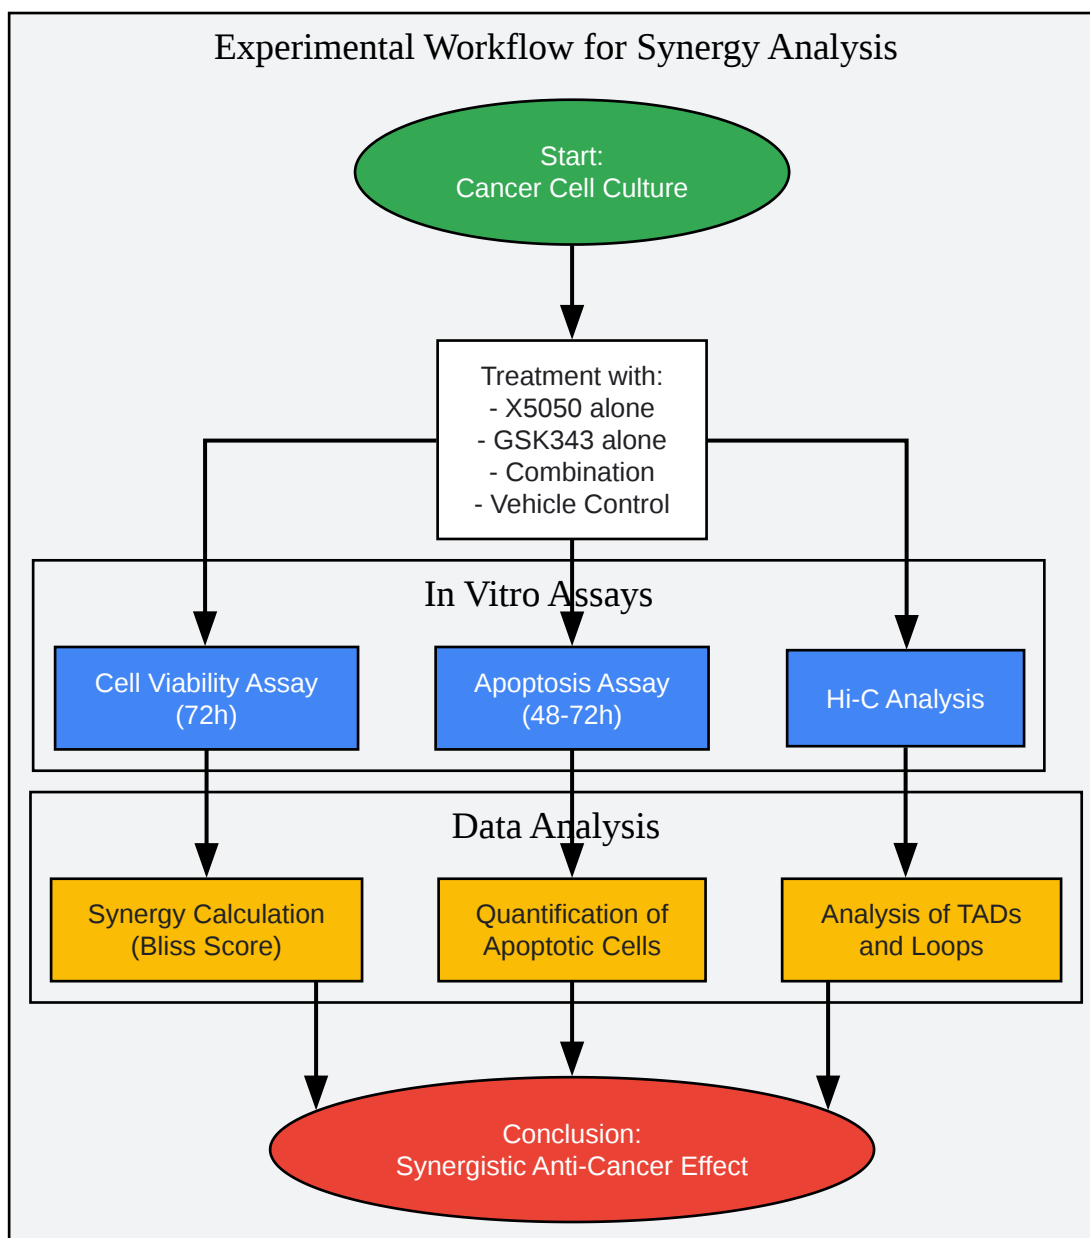 Experimental Workflow for Synergy Analysis
Start:
Cancer Cell Culture
Treatment with:
- X5050 alone
- GSK343 alone
- Combination
- Vehicle Control
In Vitro Assays
Cell Viability Assay
(72h)
Apoptosis Assay
(48-72h)
Hi-C Analysis
Data Analysis
Synergy Calculation
(Bliss Score)
Quantification of
Apoptotic Cells
Analysis of TADs
and Loops
Conclusion:
Synergistic Anti-Cancer Effect